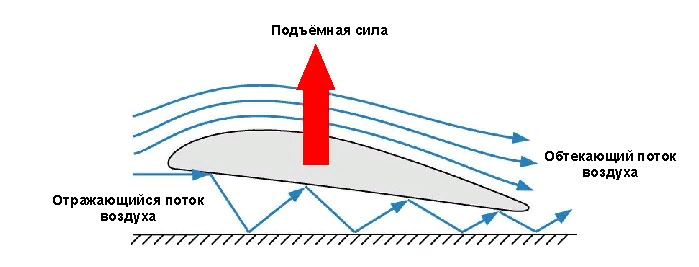 Подъёмная сила
Обтекающий поток
воздуха
Отражающийся поток
воздуха